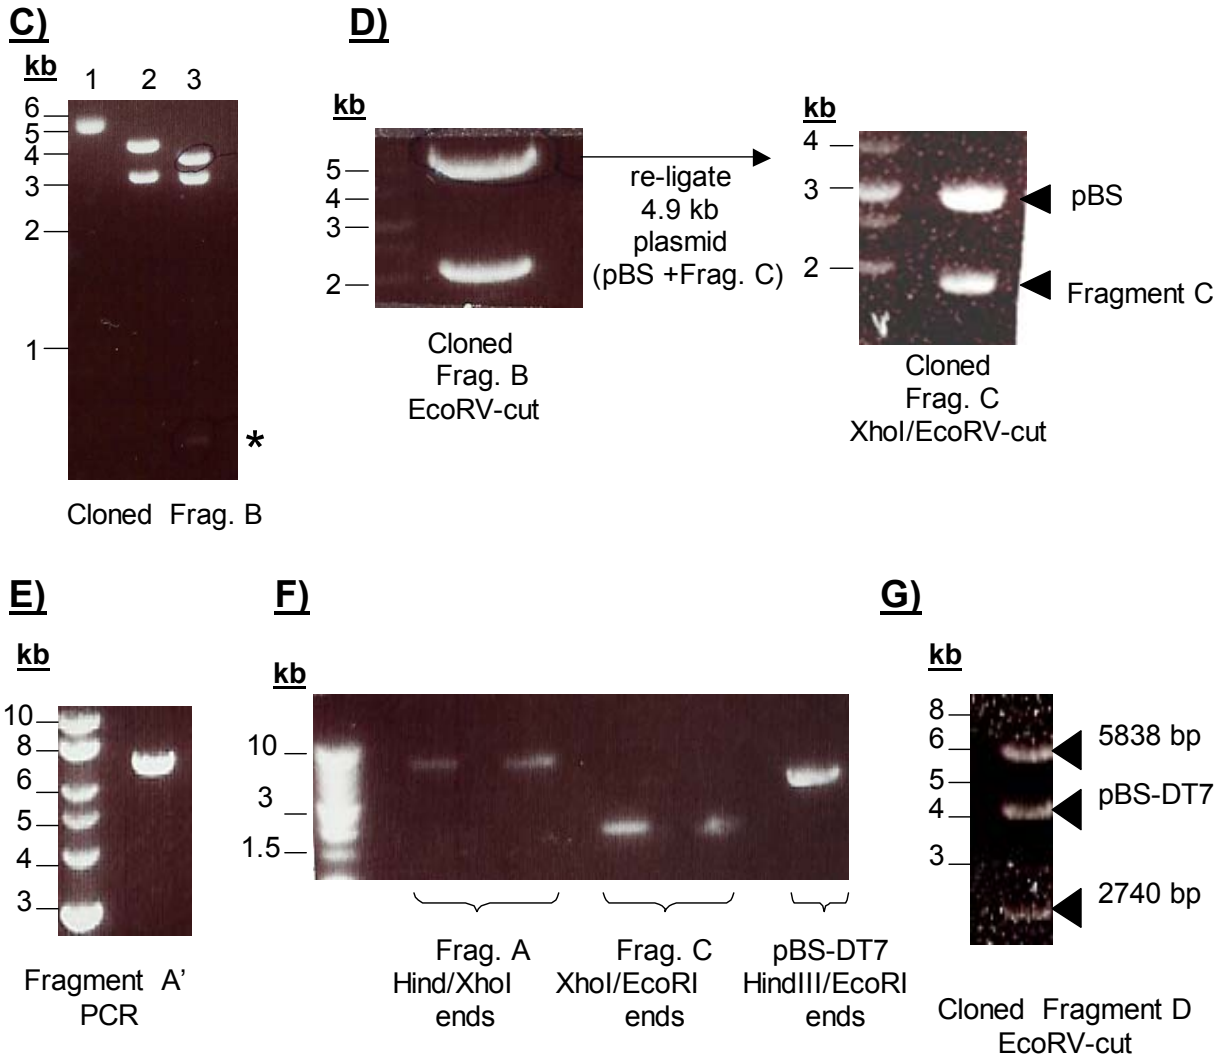 C)
kb
1 2 3
6
5
4
3
2
1
*
Cloned Frag. B
D)
kb
5
4
3
2
Cloned
Frag. B
EcoRV-cut
re-ligate
4.9 kb
plasmid
(pBS +Frag. C)
kb
4
3
2
pBS
Fragment C
Cloned
Frag. C
XhoI/EcoRV-cut
E)
kb
10
8
6
5
4
3
Fragment A’
PCR
F)
kb
10
3
1.5
Frag. A
Hind/XhoI
ends
Frag. C
XhoI/EcoRI
ends
pBS-DT7
HindIII/EcoRI
ends
G)
kb
8
6
5
4
3
5838 bp
pBS-DT7
2740 bp
Cloned Fragment D
EcoRV-cut